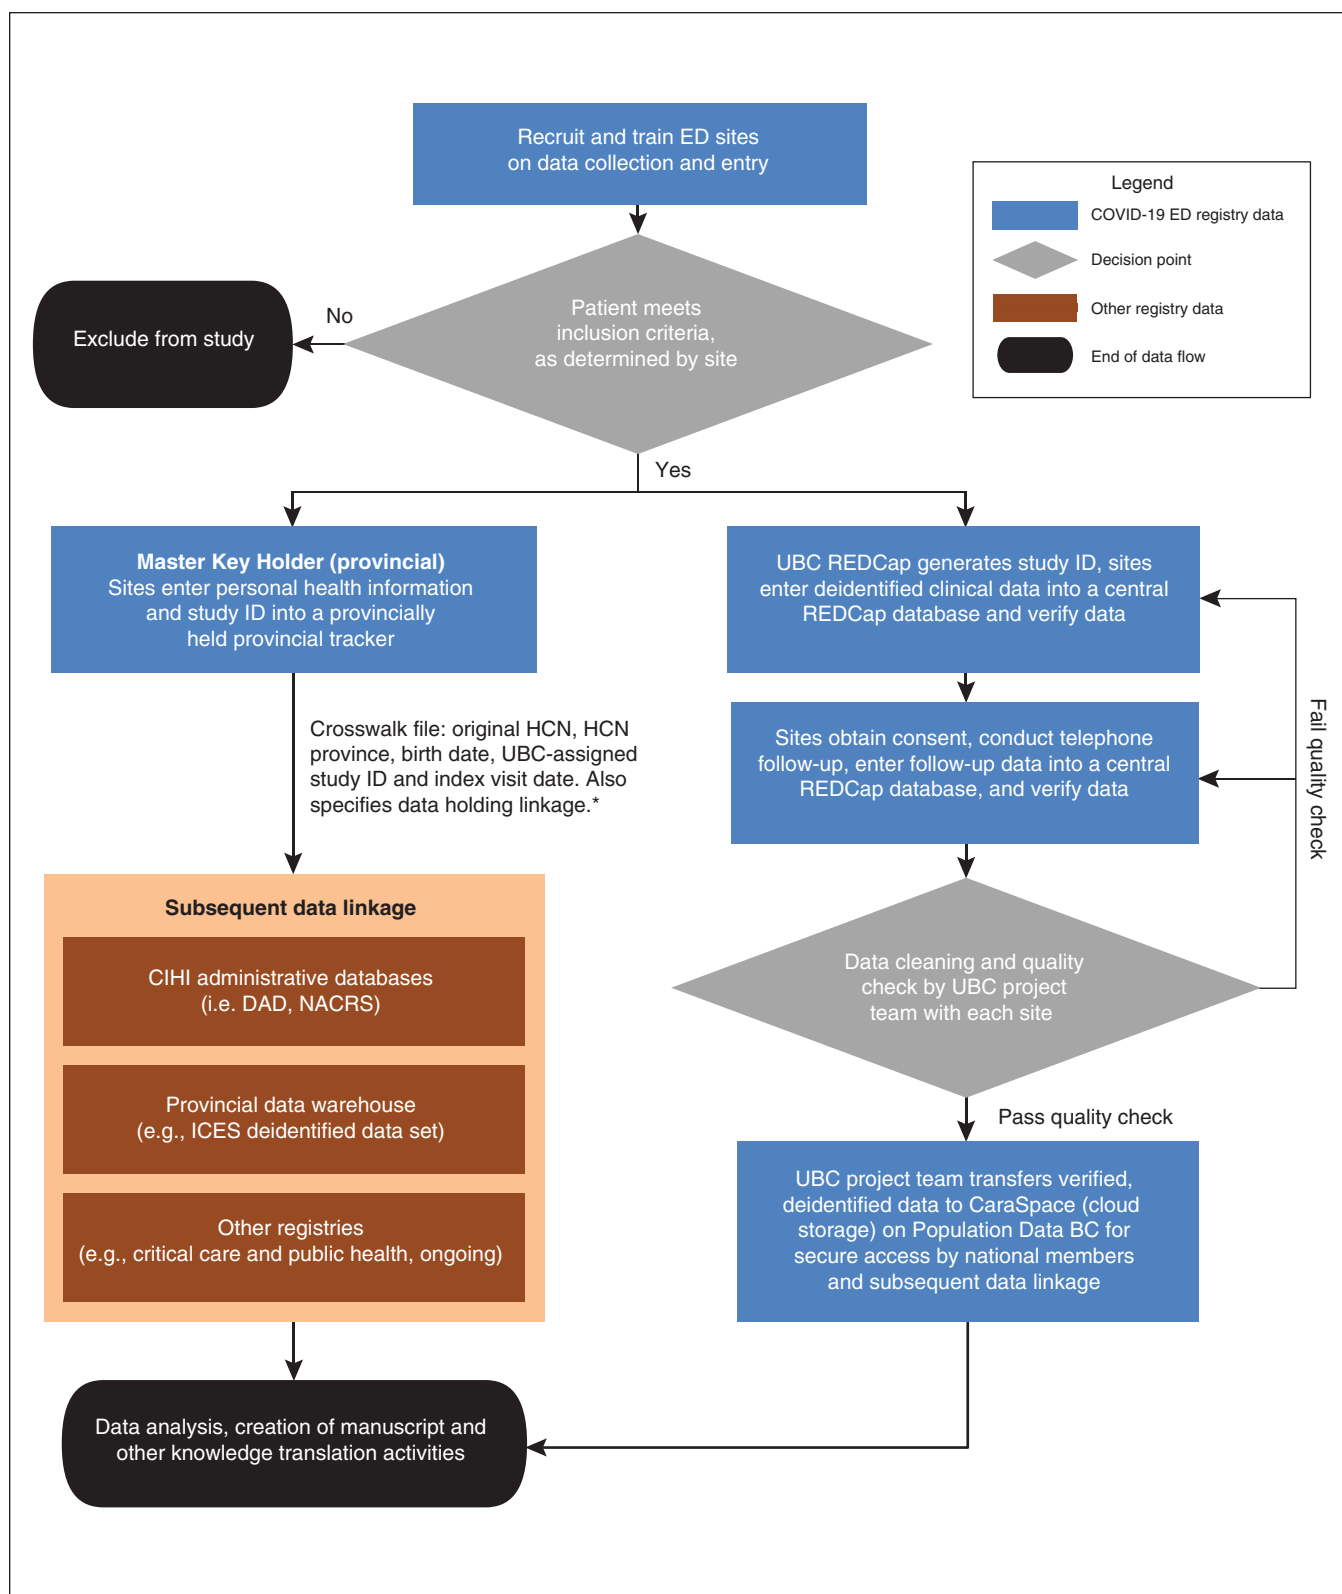 Recruit and train ED sites
on data collection and entry
Legend
COVID-19 ED registry data
Decision point
Other registry data
End of data flow
Patient meets
inclusion criteria,
as determined by site
No
Exclude from study
Yes
Master Key Holder (provincial)
Sites enter personal health information
and study ID into a provincially
held provincial tracker
UBC REDCap generates study ID, sites
enter deidentified clinical data into a central
REDCap database and verify data
Crosswalk file: original HCN, HCN
province, birth date, UBC-assigned
study ID and index visit date. Also
specifies data holding linkage.*
Sites obtain consent, conduct telephone
follow-up, enter follow-up data into a central
REDCap database, and verify data
Fail quality check
Subsequent data linkage
CIHI administrative databases
(i.e. DAD, NACRS)
Provincial data warehouse
(e.g., ICES deidentified data set)
Other registries
(e.g., critical care and public health, ongoing)
Data cleaning and quality
check by UBC project
team with each site
Pass quality check
UBC project team transfers verified,
deidentified data to CaraSpace (cloud
storage) on Population Data BC for
secure access by national members
and subsequent data linkage
Data analysis, creation of manuscript and
other knowledge translation activities